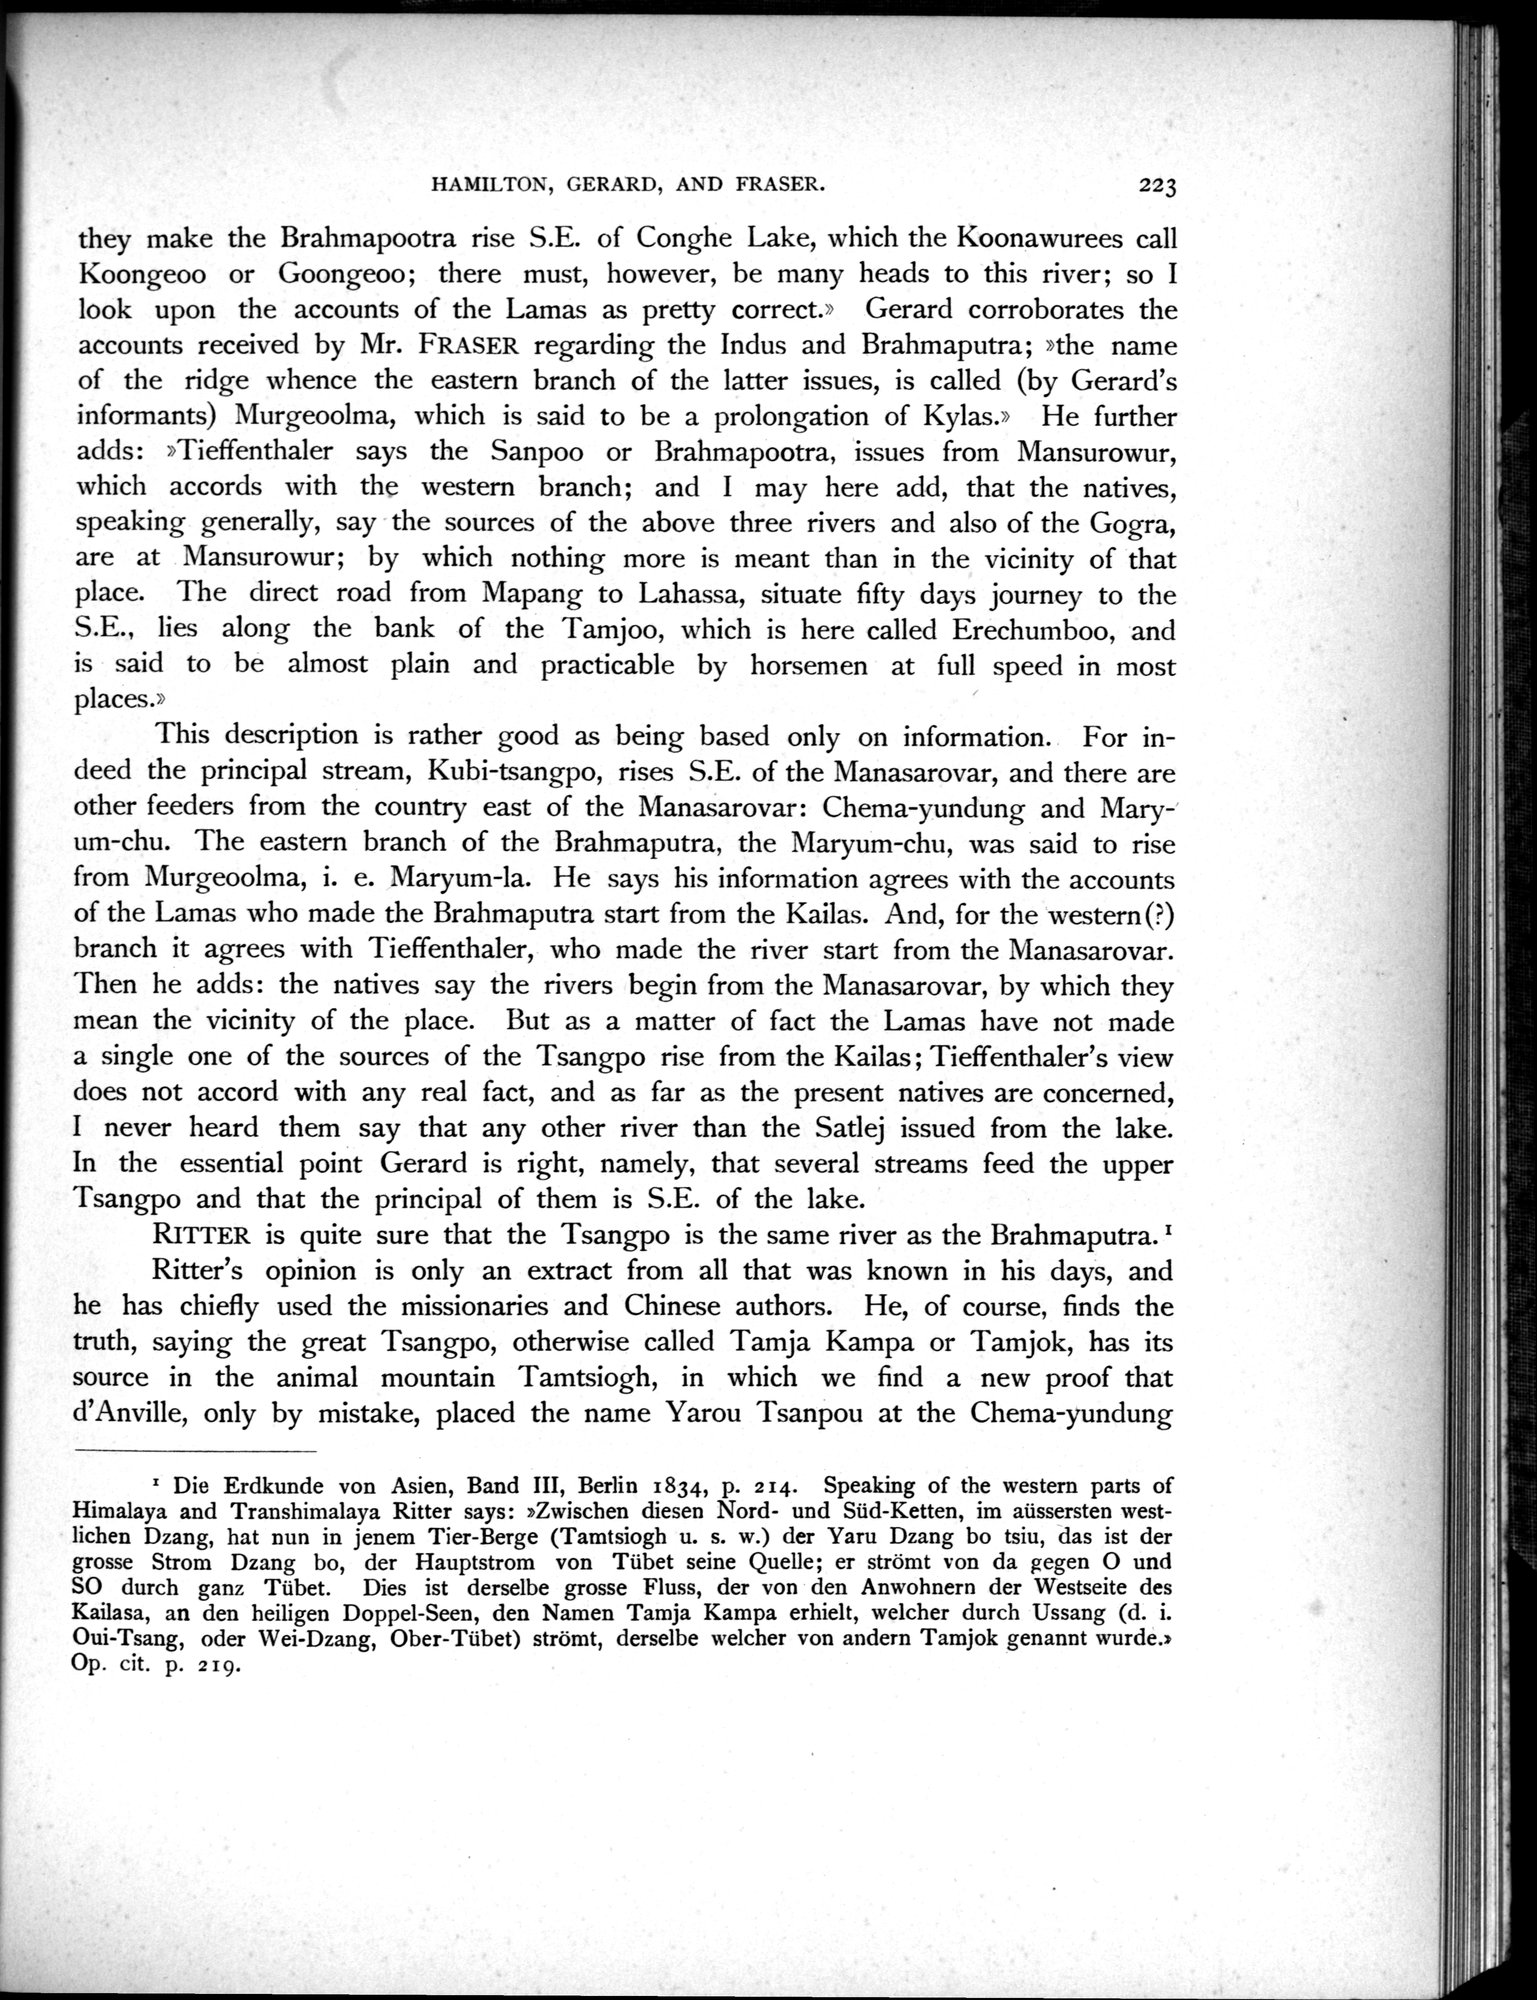 HAMILTON, GERARD, AND FRASER. 223
they make the Brahmapootra rise S.E. of Conghe Lake, which the Koonawurees call
Koongeoo or Goongeoo; there must, however, be many heads to this river; so I
look upon the accounts of the Lamas as pretty correct.» Gerard corroborates the
accounts received by Mr. FRASER regarding the Indus and Brahmaputra; »the name
of the ridge whence the eastern branch of the latter issues, is called (by Gerard's
informants) Murgeoolma, which is said to be a prolongation of Kylas.» He further
adds: »Tieffenthaler says the Sanpoo or Brahmapootra, issues from Mansurowur,
which accords with the western branch; and I may here add, that the natives,
speaking generally, say the sources of the above three rivers and also of the Gogra,
are at Mansurowur; by which nothing more is meant than in the vicinity of that
place. The direct road from Mapang to Lahassa, situate fifty days journey to the
S.E., lies along the bank of the Tamjoo, which is here called Erechumboo, and
is said to be almost plain and practicable by horsemen at full speed in most
places.»
This description is rather good as being based only on information. For in-
deed the principal stream, Kubi-tsangpo, rises S.E. of the Manasarovar, and there are
other feeders from the country east of the Manasarovar: Chema-yundung and Mary-
um-chu. The eastern branch of the Brahmaputra, the Maryum-chu, was said to rise
from Murgeoolma, i. e. Maryum-la. He says his information agrees with the accounts
of the Lamas who made the Brahmaputra start from the Kailas. And, for the western(?)
branch it agrees with Tieffenthaler, who made the river start from the Manasarovar.
Then he adds: the natives say the rivers begin from the Manasarovar, by which they
mean the vicinity of the place. But as a matter of fact the Lamas have not made
a single one of the sources of the Tsangpo rise from the Kailas; Tieffenthaler's view
does not accord with any real fact, and as far as the present natives are concerned,
I never heard them say that any other river than the Satlej issued from the lake.
In the essential point Gerard is right, namely, that several streams feed the upper
Tsangpo and that the principal of them is S.E. of the lake.
RITTER is quite sure that the Tsangpo is the same river as the Brahmaputra.¹
Ritter's opinion is only an extract from all that was known in his days, and
he has chiefly used the missionaries and Chinese authors. He, of course, finds the
truth, saying the great Tsangpo, otherwise called Tamja Kampa or Tamjok, has its
source in the animal mountain Tamtsiogh, in which we find a new proof that
d'Anville, only by mistake, placed the name Yarou Tsanpou at the Chema-yundung
¹ Die Erdkunde von Asien, Band III, Berlin 1834, p. 214. Speaking of the western parts of
Himalaya and Transhimalaya Ritter says: »Zwischen diesen Nord- und Süd-Ketten, im aüssersten west-
lichen Dzang, hat nun in jenem Tier-Berge (Tamtsiogh u. s. w.) der Yaru Dzang bo tsiu, das ist der
grosse Strom Dzang bo, der Hauptstrom von Tübet seine Quelle; er strömt von da gegen O und
SO durch ganz Tübet. Dies ist derselbe grosse Fluss, der von den Anwohnern der Westseite des
Kailasa, an den heiligen Doppel-Seen, den Namen Tamja Kampa erhielt, welcher durch Ussang (d. i.
Oui-Tsang, oder Wei-Dzang, Ober-Tübet) strömt, derselbe welcher von andern Tamjok genannt wurde.»
Op. cit. p. 219.